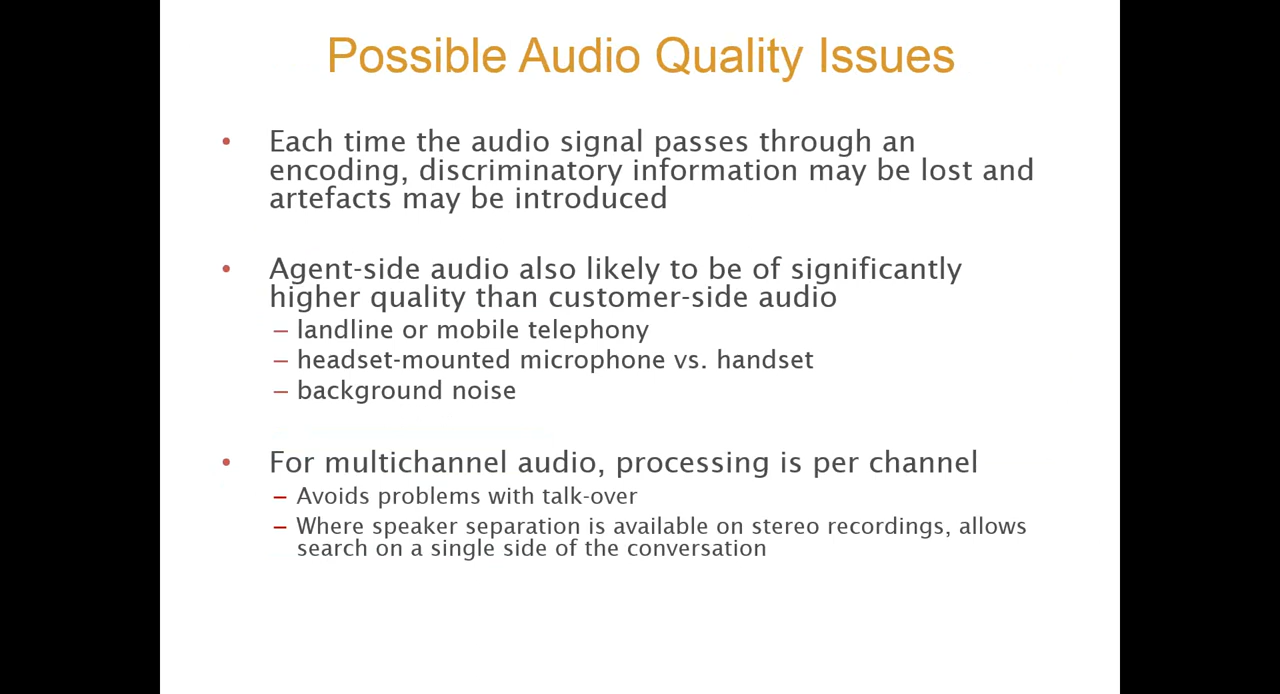 Possible Audio Quality Issues
• Each time the audio signal passes through an
encoding, discriminatory information may be lost and
artefacts may be introduced
• Agent-side audio also likely to be of significantly
higher quality than customer-side audio
– landline or mobile telephony
– headset-mounted microphone vs. handset
– background noise
• For multichannel audio, processing is per channel
– Avoids problems with talk-over
– Where speaker separation is available on stereo recordings, allows
search on a single side of the conversation